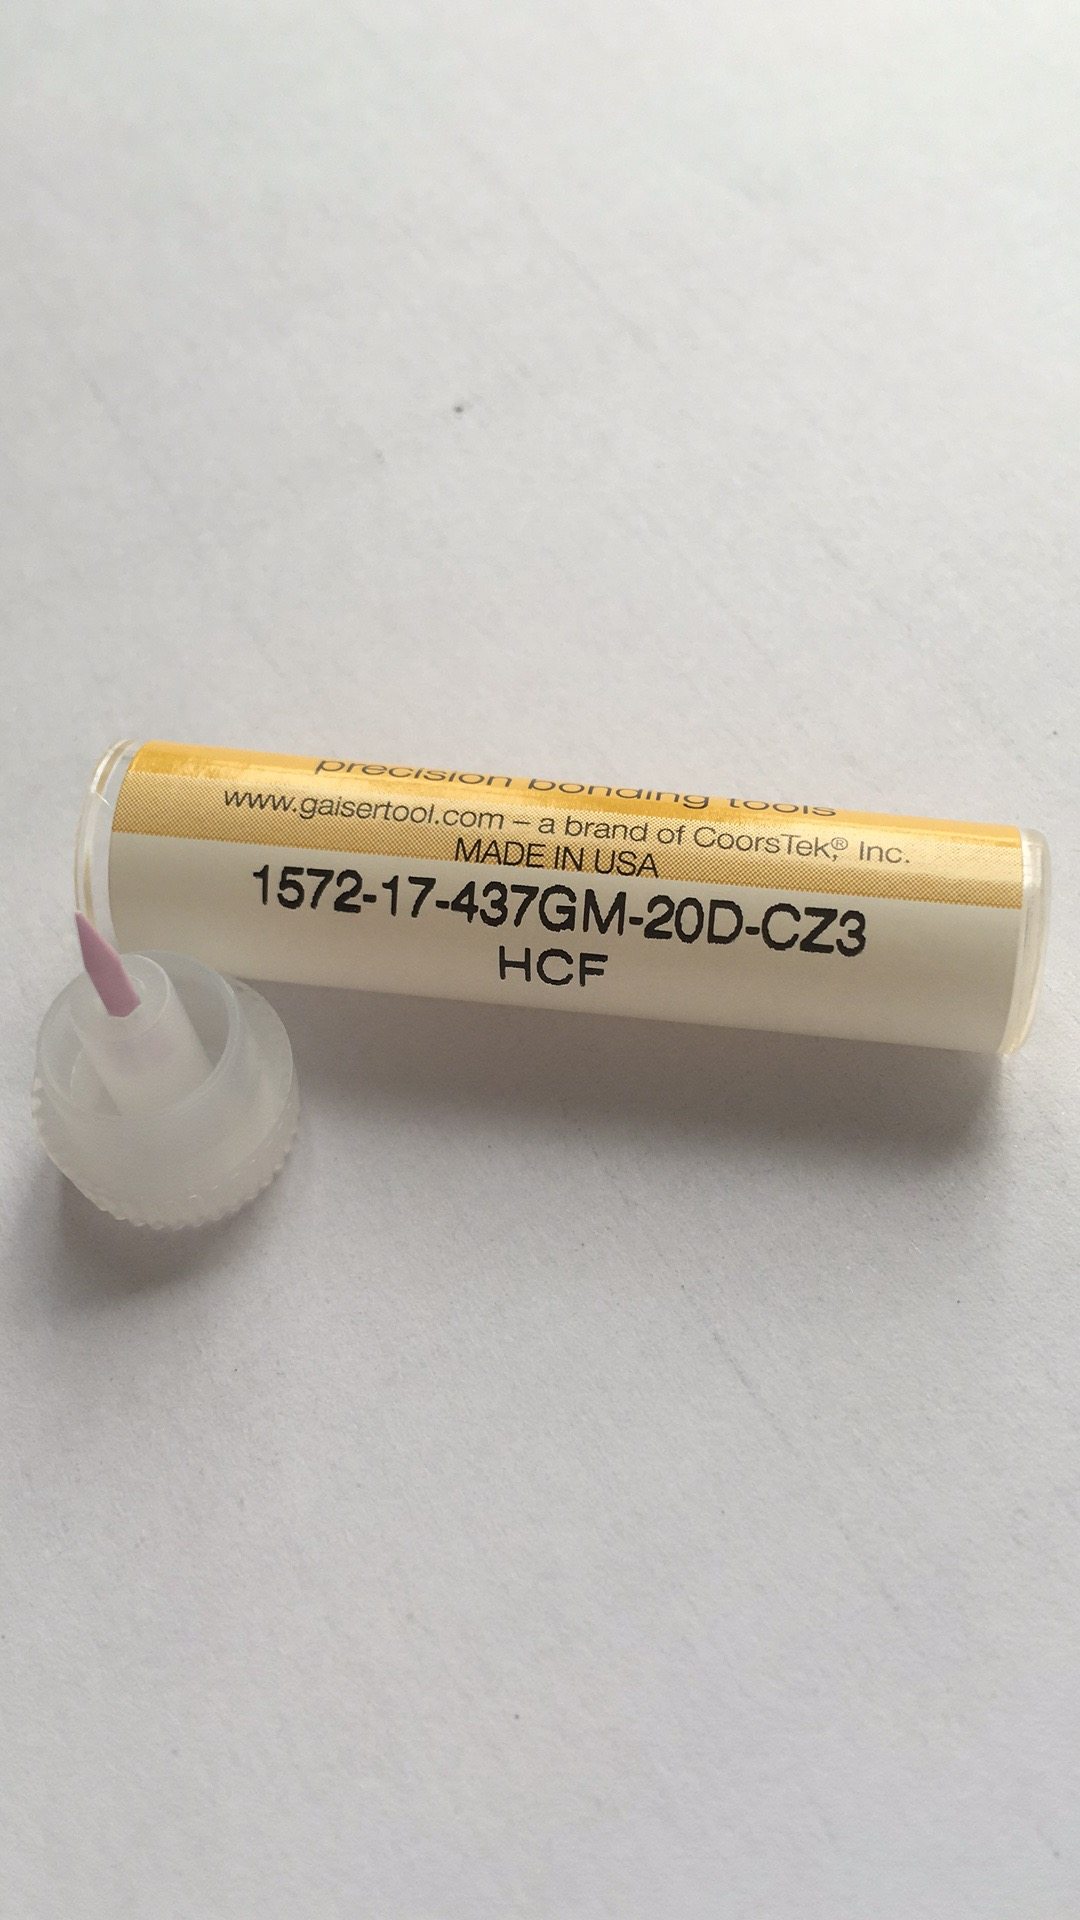 precision bonding tools
www.gaisertool.com – a brand of CoorsTek,® Inc.
MADE IN USA
1572-17-437GM-20D-CZ3
HCF